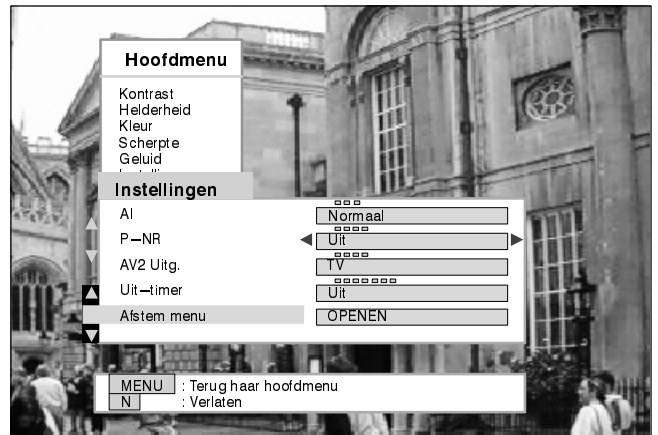 Hoofdmenu
Kontrast
Helderheid
Kleur
Scherpte
Geluid
Instellingen
AI Normaal
P—NR Uit
AV2 Uitg. TV
Uit—timer Uit
Afstem menu OPENEN
MENU : Terug haar hoofdmenu
N : Verlaten